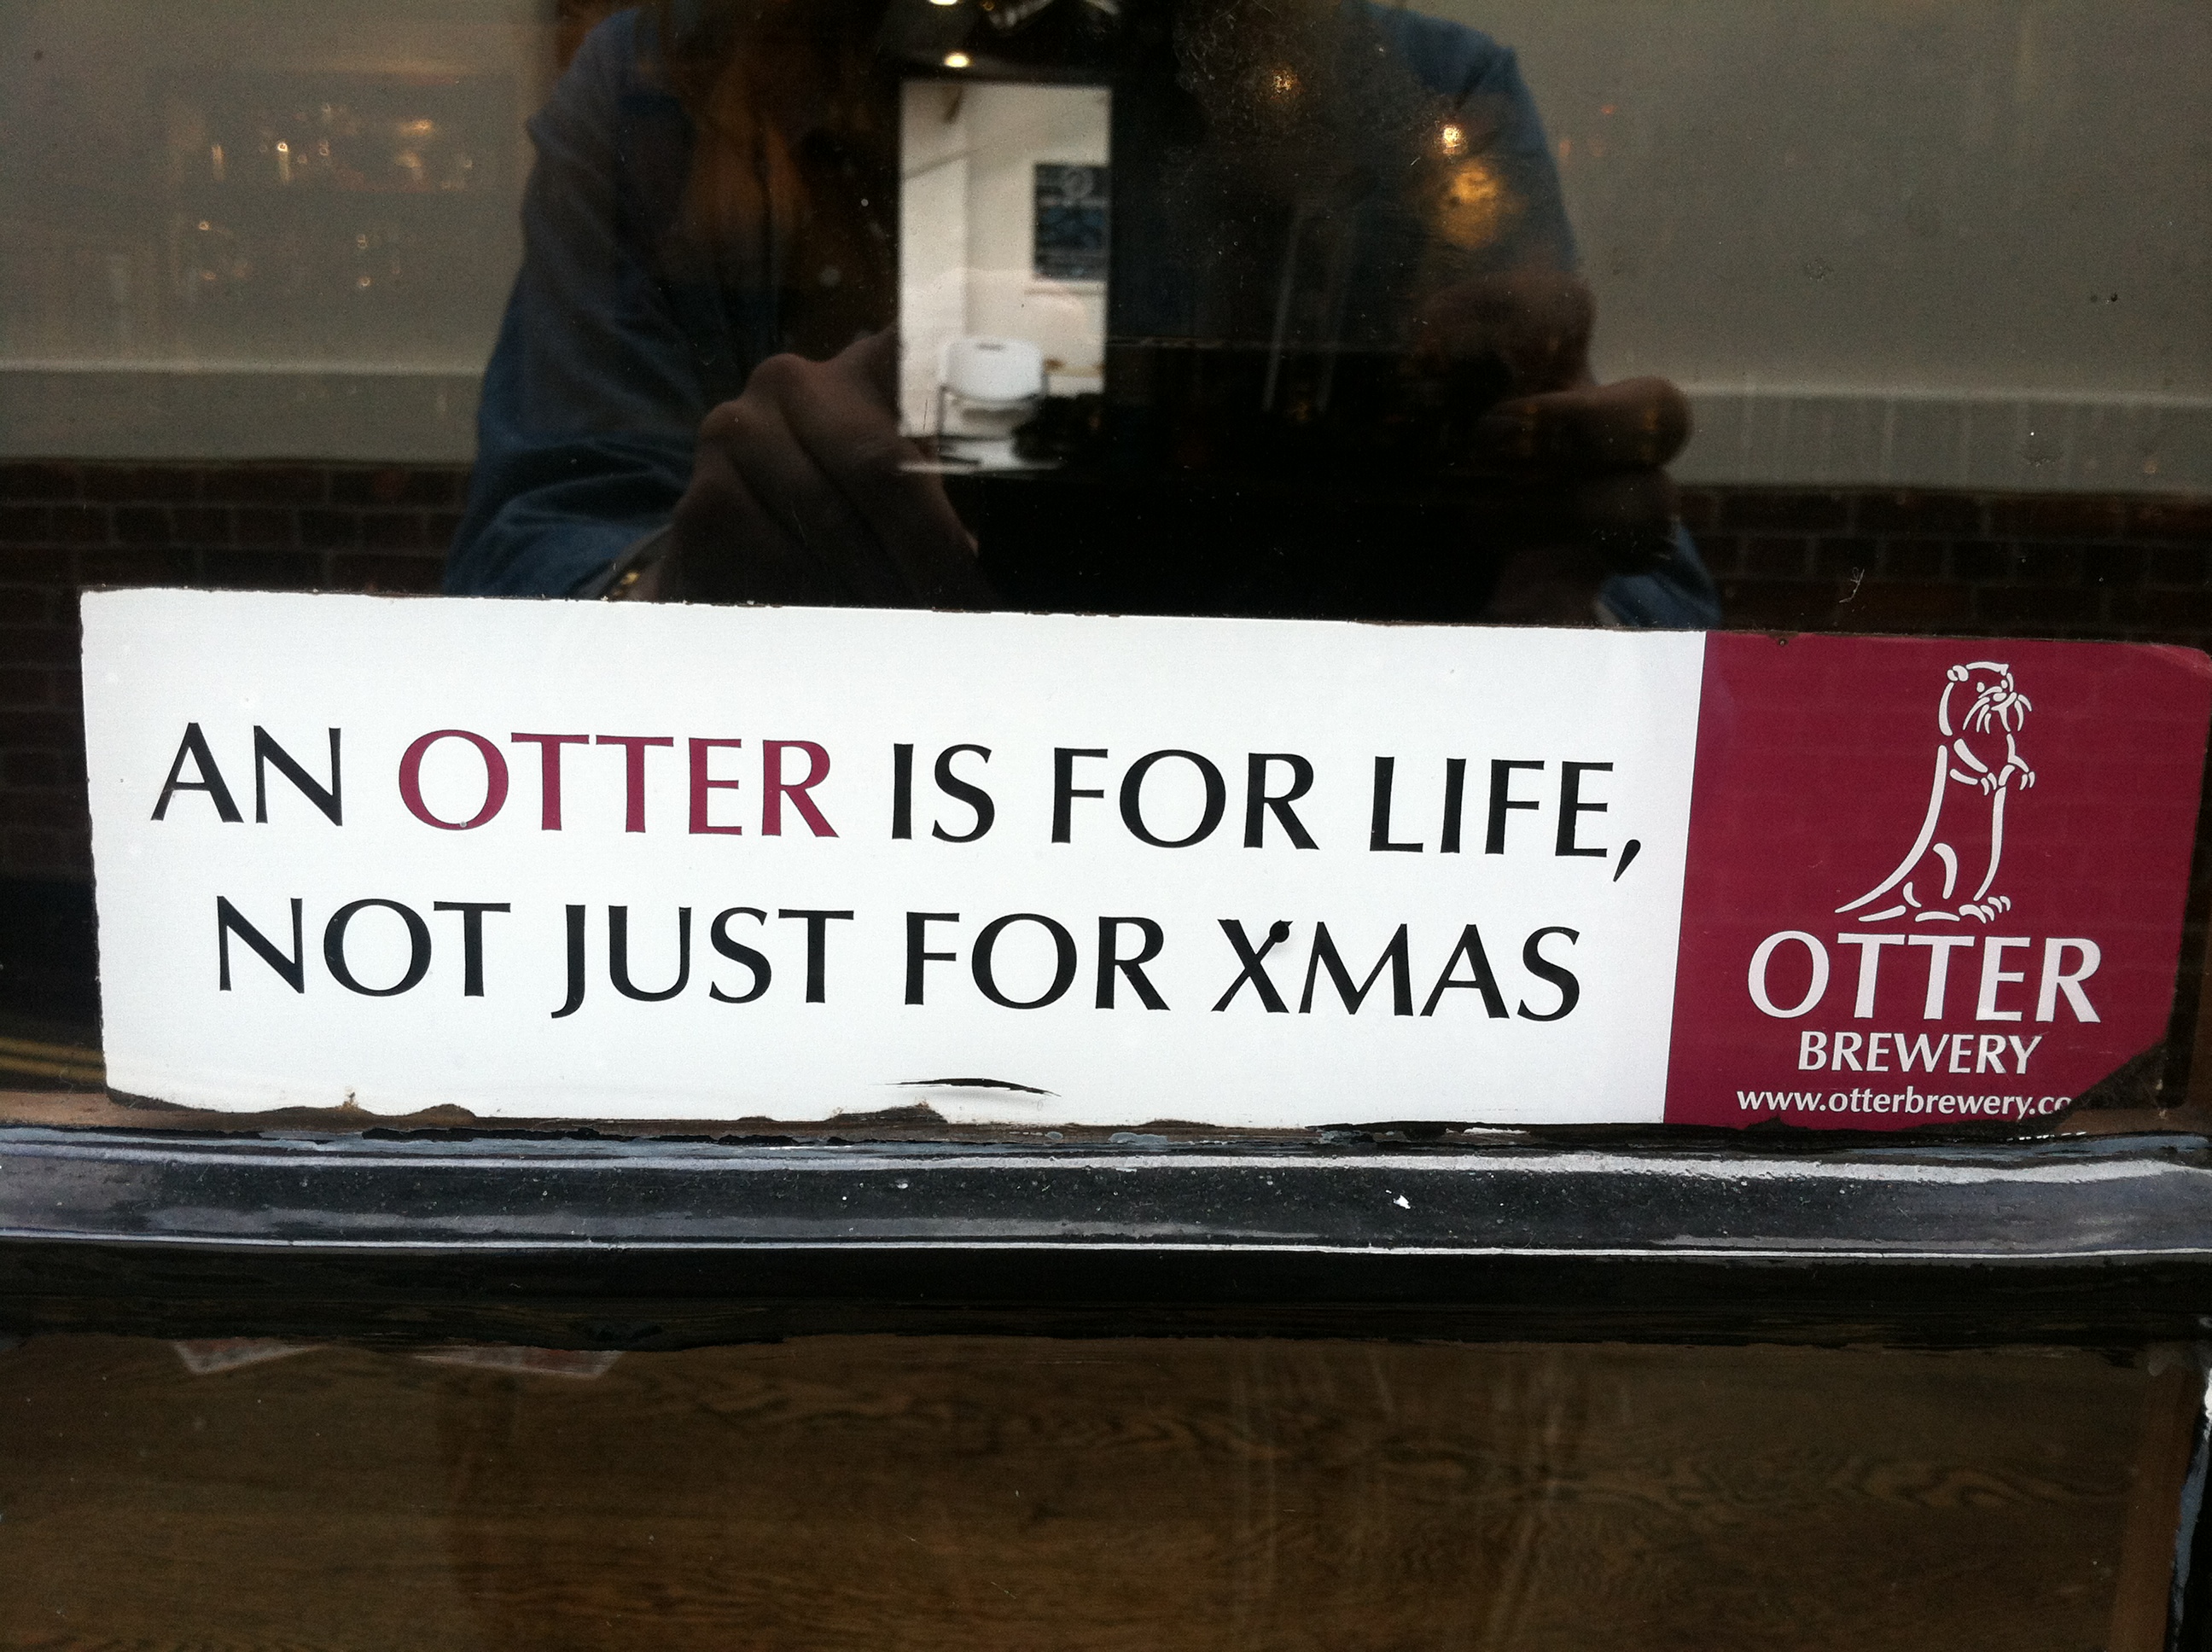 AN OTTER IS FOR LIFE,
NOT JUST FOR XMAS
OTTER
BREWERY
www.otterbrewery.co